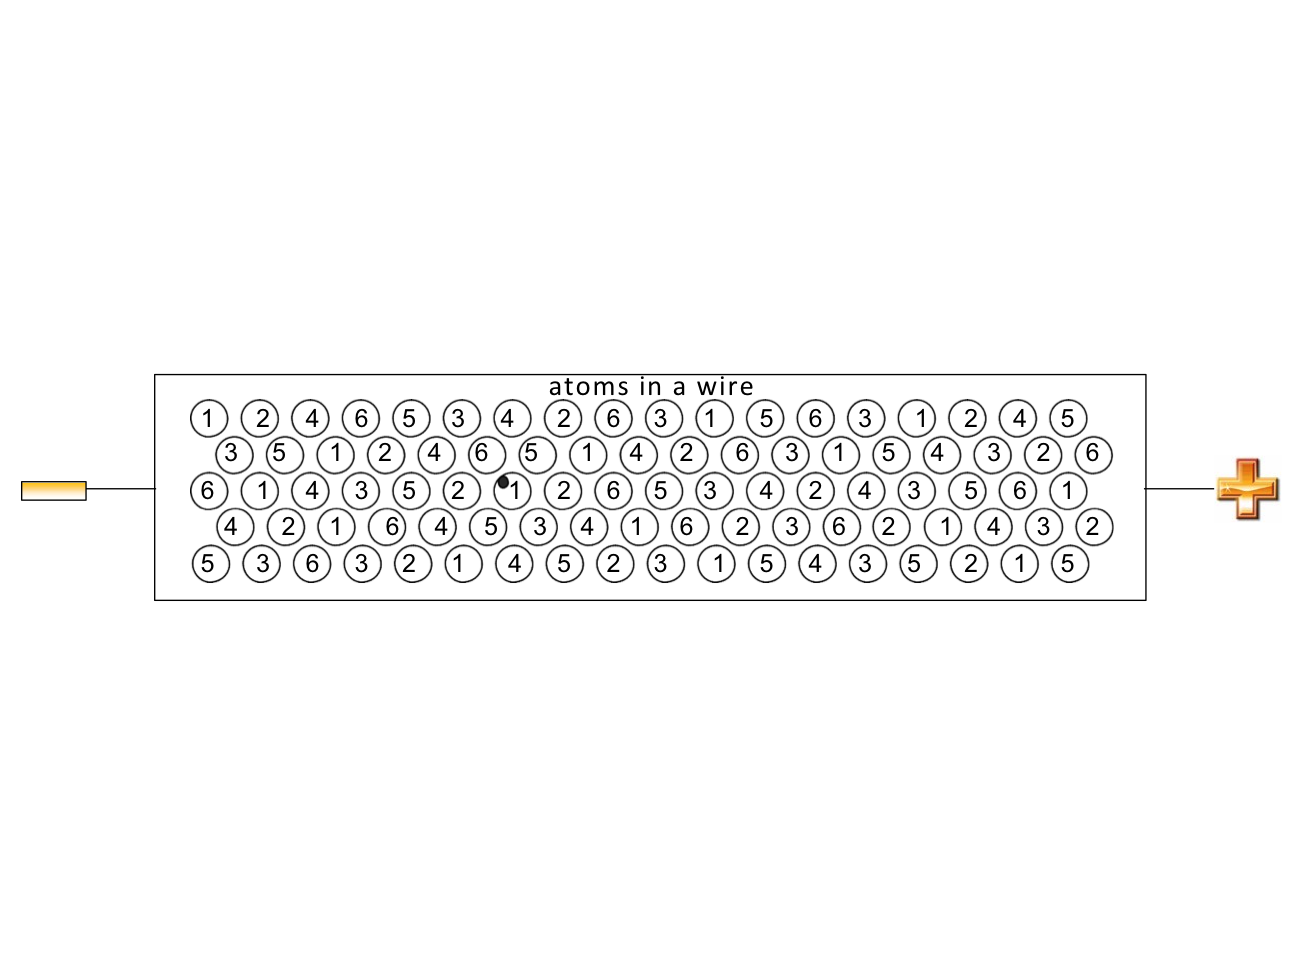 atoms in a wire
1 2 4 6 5 3 4 2 6 3 1 5 6 3 1 2 4 5
3 5 1 2 4 6 5 1 4 2 6 3 1 5 4 3 2 6
6 1 4 3 5 2 1 2 6 5 3 4 2 4 3 5 6 1
4 2 1 6 4 5 3 4 1 6 2 3 6 2 1 4 3 2
5 3 6 3 2 1 4 5 2 3 1 5 4 3 5 2 1 5